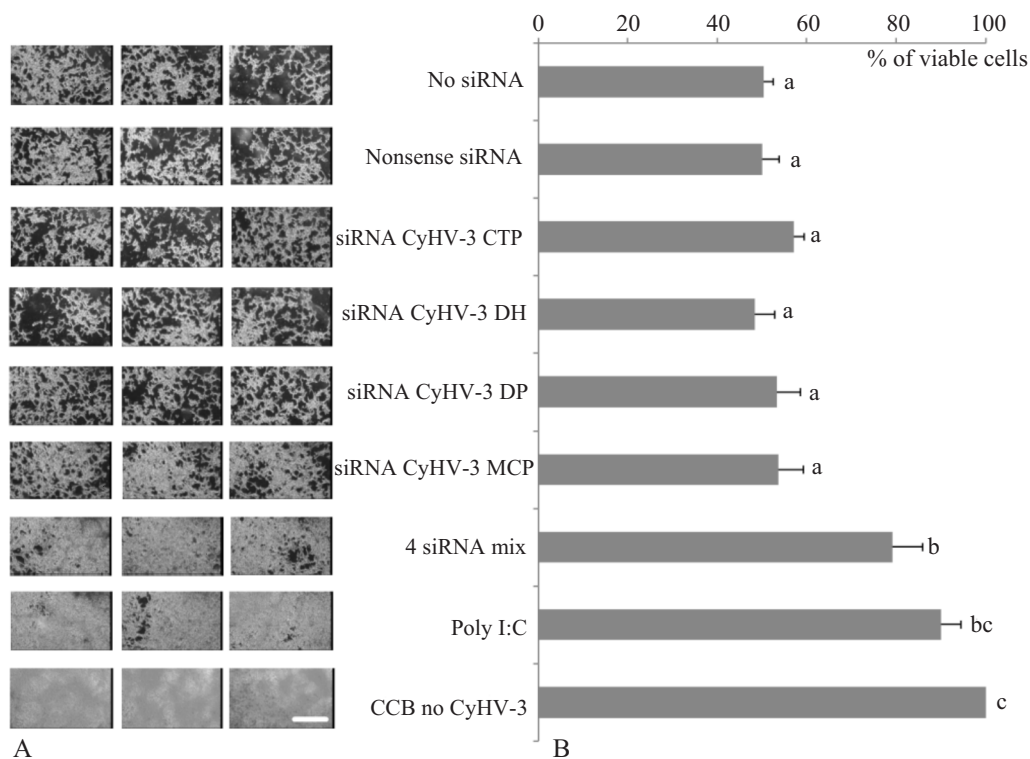 0 20 40 60 80 100
% of viable cells
No siRNA a
Nonsense siRNA a
siRNA CyHV-3 CTP a
siRNA CyHV-3 DH a
siRNA CyHV-3 DP a
siRNA CyHV-3 MCP a
4 siRNA mix b
Poly I:C bc
CCB no CyHV-3 c
A B